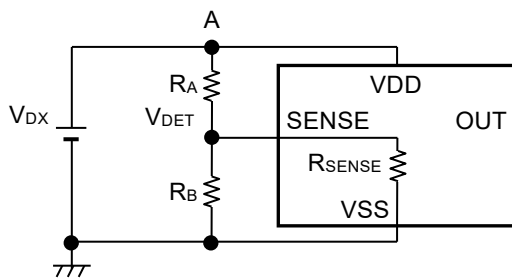 A
RA
VDD
VDX
VDET
SENSE
OUT
RSENSE
RB
VSS